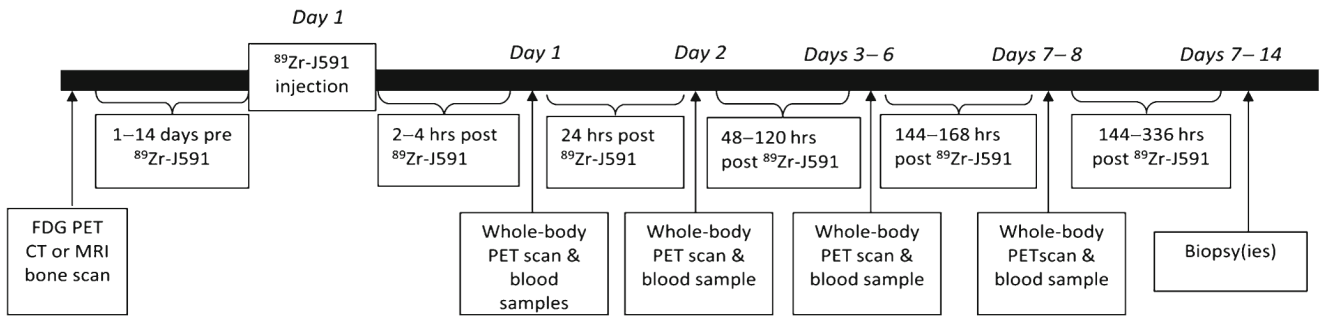 Day 1
⁸⁹Zr-J591
injection
Day 1
Day 2
Days 3–6
Days 7–8
Days 7–14
1–14 days pre
⁸⁹Zr-J591
2–4 hrs post
⁸⁹Zr-J591
24 hrs post
⁸⁹Zr-J591
48–120 hrs
post ⁸⁹Zr-J591
144–168 hrs
post ⁸⁹Zr-J591
144–336 hrs
post ⁸⁹Zr-J591
FDG PET
CT or MRI
bone scan
Whole-body
PET scan &
blood
samples
Whole-body
PET scan &
blood sample
Whole-body
PET scan &
blood sample
Whole-body
PETscan &
blood sample
Biopsy(ies)